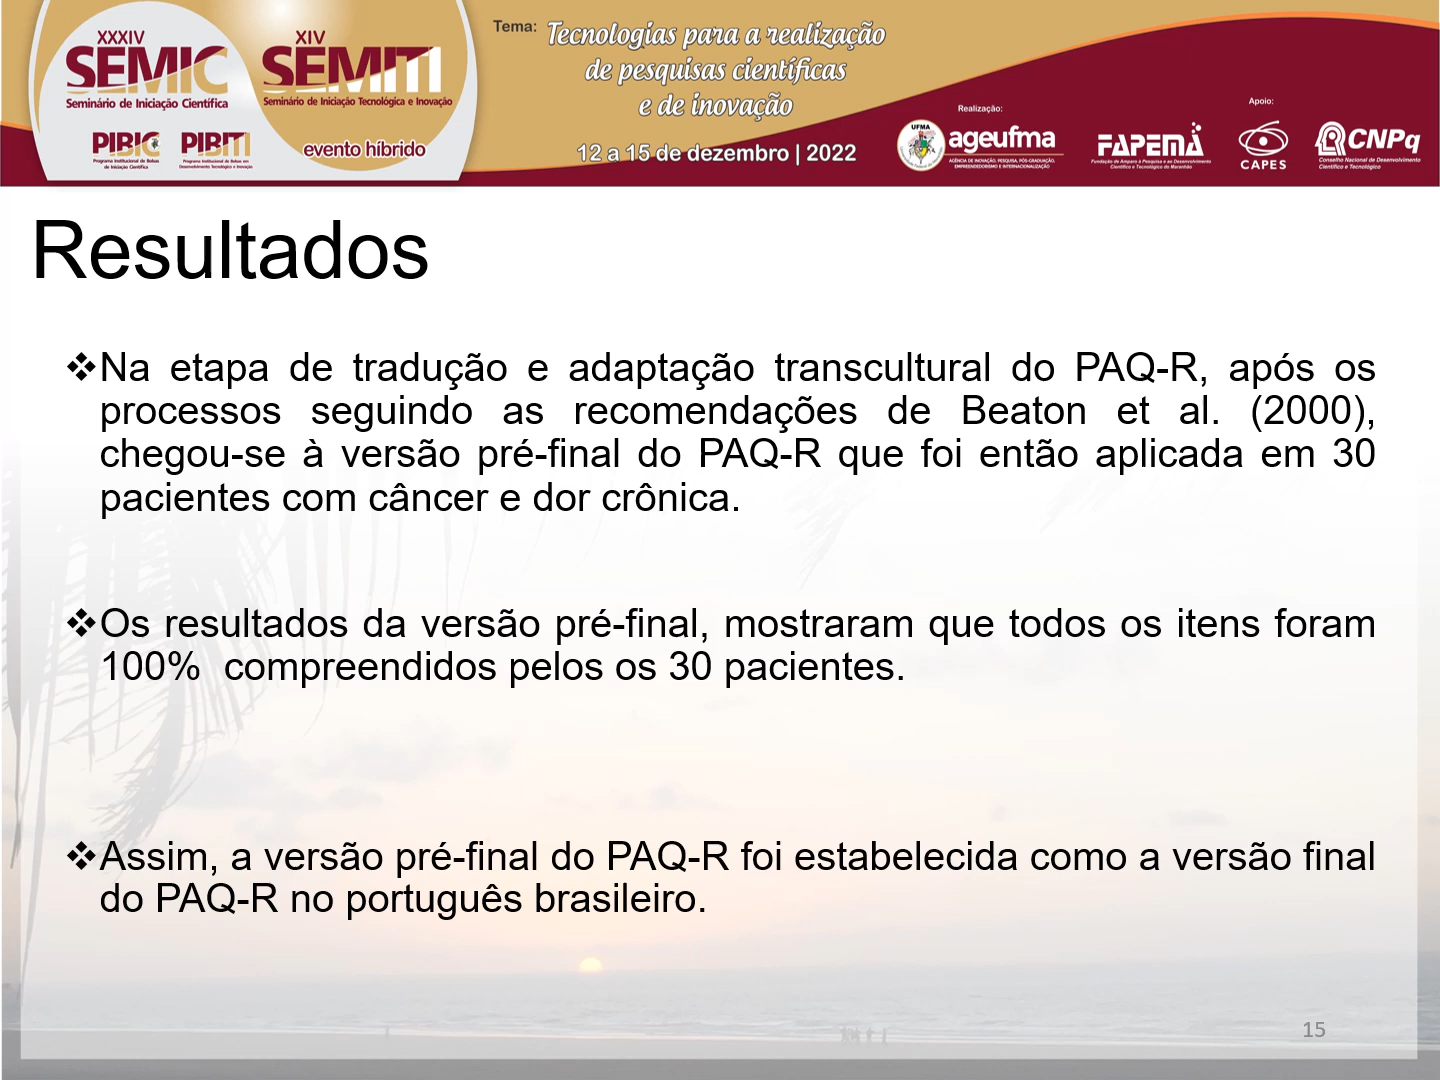 XXXIV
SEMIC
Seminário de Iniciação Científica
PIBIC
Programa Institucional de Bolsas
de Iniciação Científica
PIBITI
Programa Institucional de Bolsas em
Desenvolvimento Tecnológico e Inovação
XIV
SEMITI
Seminário de Iniciação Tecnológica e Inovação
evento híbrido
Tema:
Tecnologias para a realização
de pesquisas científicas
e de inovação
12 a 15 de dezembro | 2022
Realização:
UFMA
ageufma
AGÊNCIA DE INOVAÇÃO, PESQUISA, PÓS-GRADUAÇÃO,
EMPREENDEDORISMO E INTERNACIONALIZAÇÃO
Apoio:
FAPEMA
Fundação de Amparo à Pesquisa e ao Desenvolvimento
Científico e Tecnológico do Maranhão
CAPES
CNPq
Conselho Nacional de Desenvolvimento
Científico e Tecnológico
Resultados
❖Na etapa de tradução e adaptação transcultural do PAQ-R, após os
processos seguindo as recomendações de Beaton et al. (2000),
chegou-se à versão pré-final do PAQ-R que foi então aplicada em 30
pacientes com câncer e dor crônica.
❖Os resultados da versão pré-final, mostraram que todos os itens foram
100%  compreendidos pelos os 30 pacientes.
❖Assim, a versão pré-final do PAQ-R foi estabelecida como a versão final
do PAQ-R no português brasileiro.
15